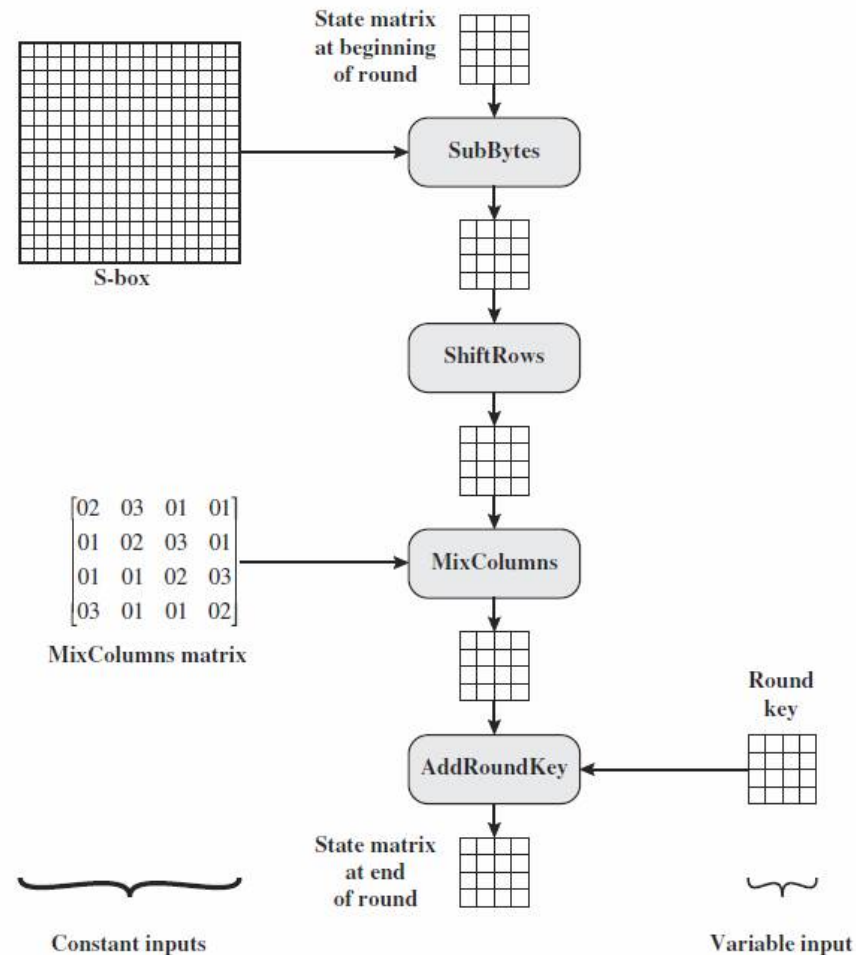 State matrix
at beginning
of round
SubBytes
S-box
ShiftRows
02 03 01 01
01 02 03 01
01 01 02 03
03 01 01 02
MixColumns
MixColumns matrix
Round
key
AddRoundKey
State matrix
at end
of round
Constant inputs
Variable input